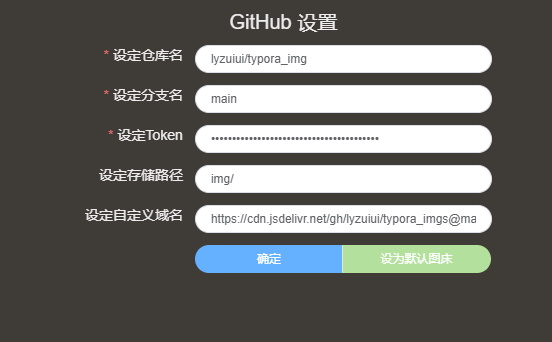 GitHub 设置
* 设定仓库名 lyzuiui/typora_img
* 设定分支名 main
* 设定Token ••••••••••••••••••••••••••••••••••••••••
设定存储路径 img/
设定自定义域名 https://cdn.jsdelivr.net/gh/lyzuiui/typora_imgs@ma
确定 设为默认图床